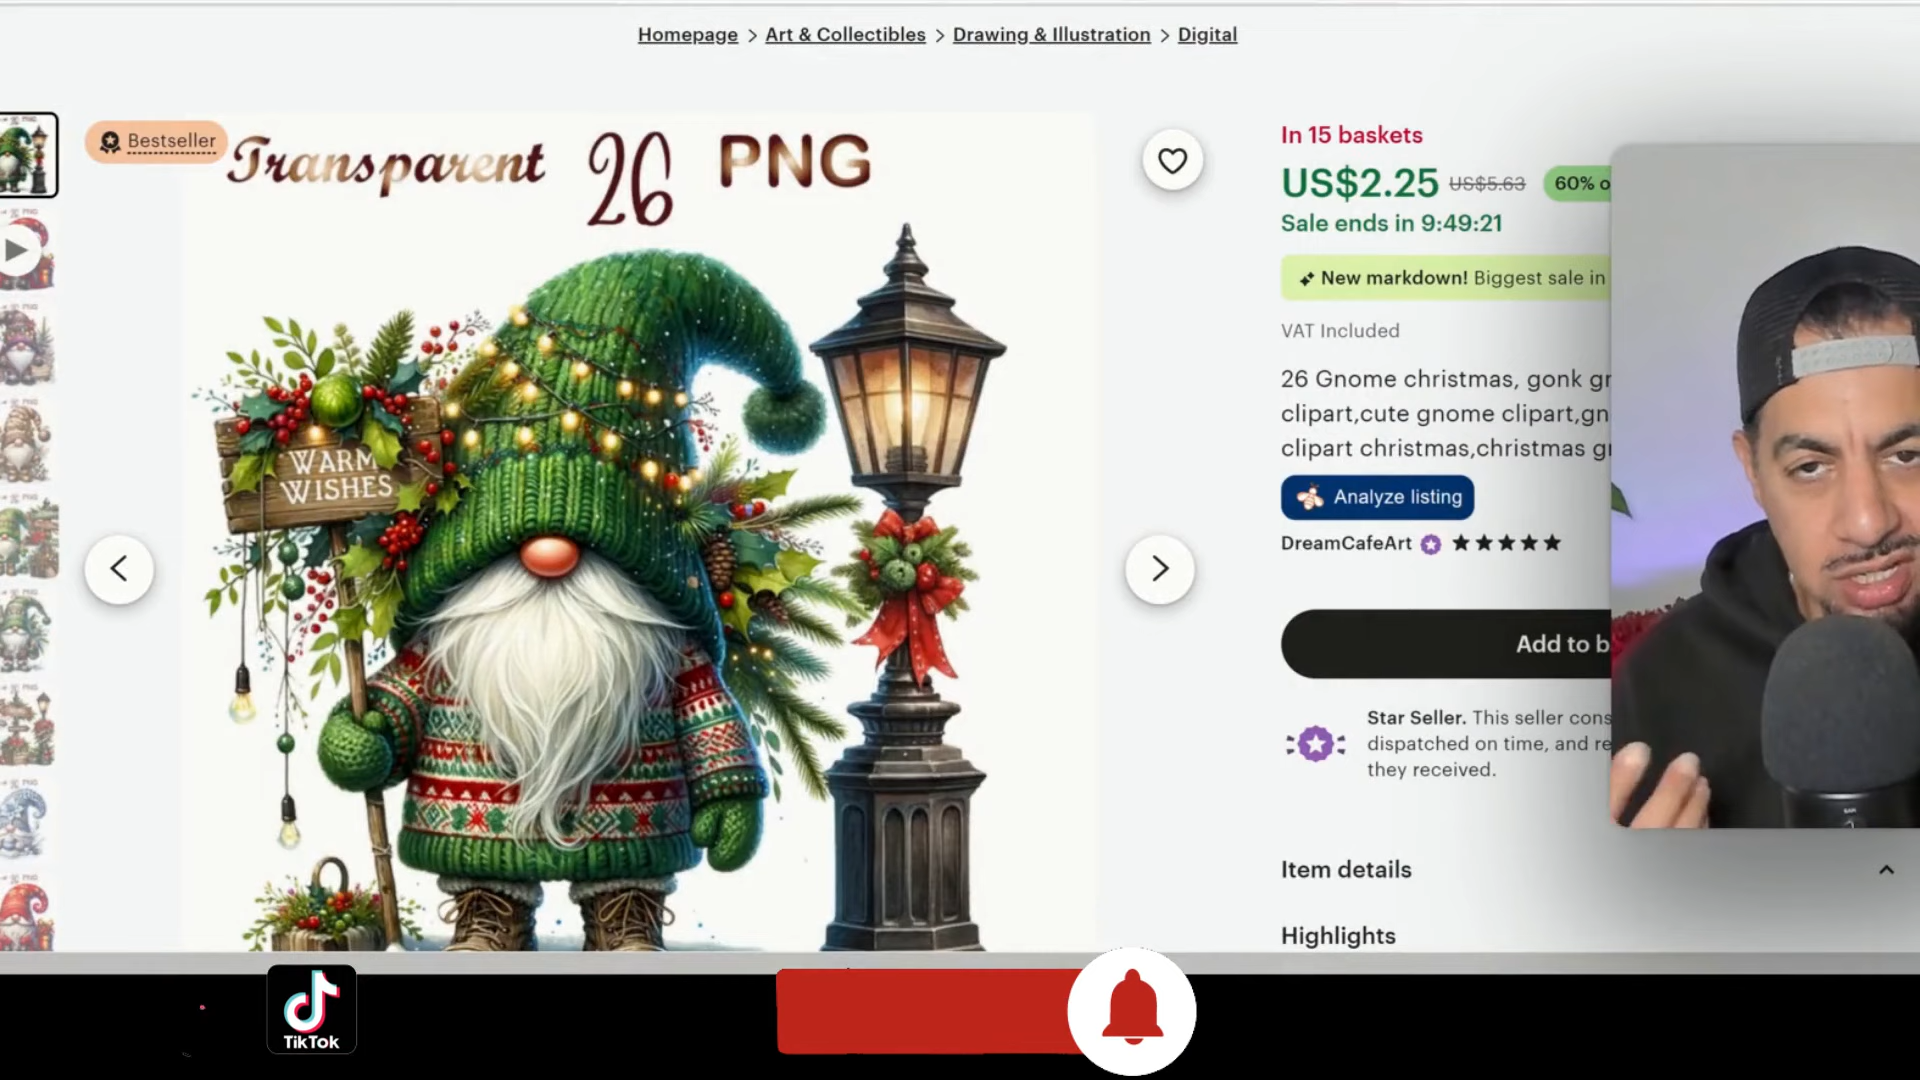 Homepage > Art & Collectibles > Drawing & Illustration > Digital
Bestseller
Transparent 26 PNG
WARM
WISHES
In 15 baskets
US$2.25 US$5.63 60% o
Sale ends in 9:49:21
New markdown! Biggest sale in
VAT Included
26 Gnome christmas, gonk gr
clipart,cute gnome clipart,gn
clipart christmas,christmas gr
Analyze listing
DreamCafeArt
Add to b
Star Seller. This seller cons
dispatched on time, and re
they received.
Item details
Highlights
TikTok